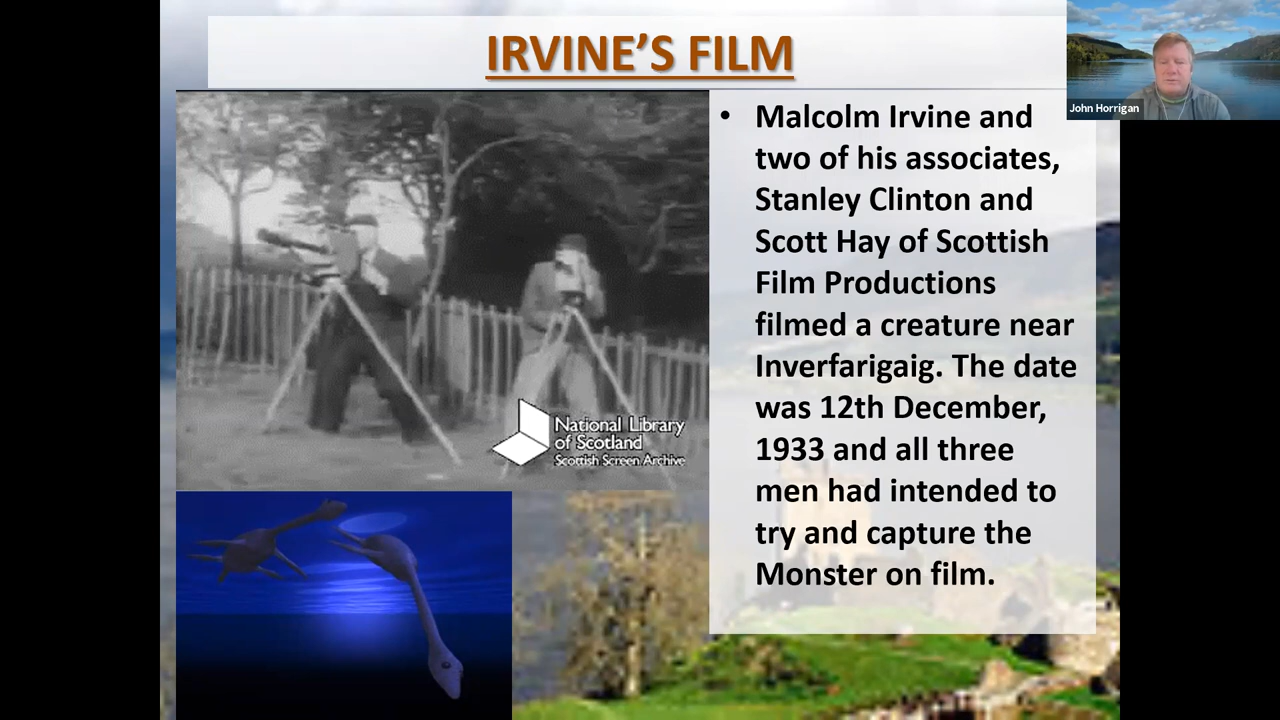 IRVINE’S FILM
John Horrigan
• Malcolm Irvine and
two of his associates,
Stanley Clinton and
Scott Hay of Scottish
Film Productions
filmed a creature near
Inverfarigaig. The date
was 12th December,
1933 and all three
men had intended to
try and capture the
Monster on film.
National Library
of Scotland
Scottish Screen Archive